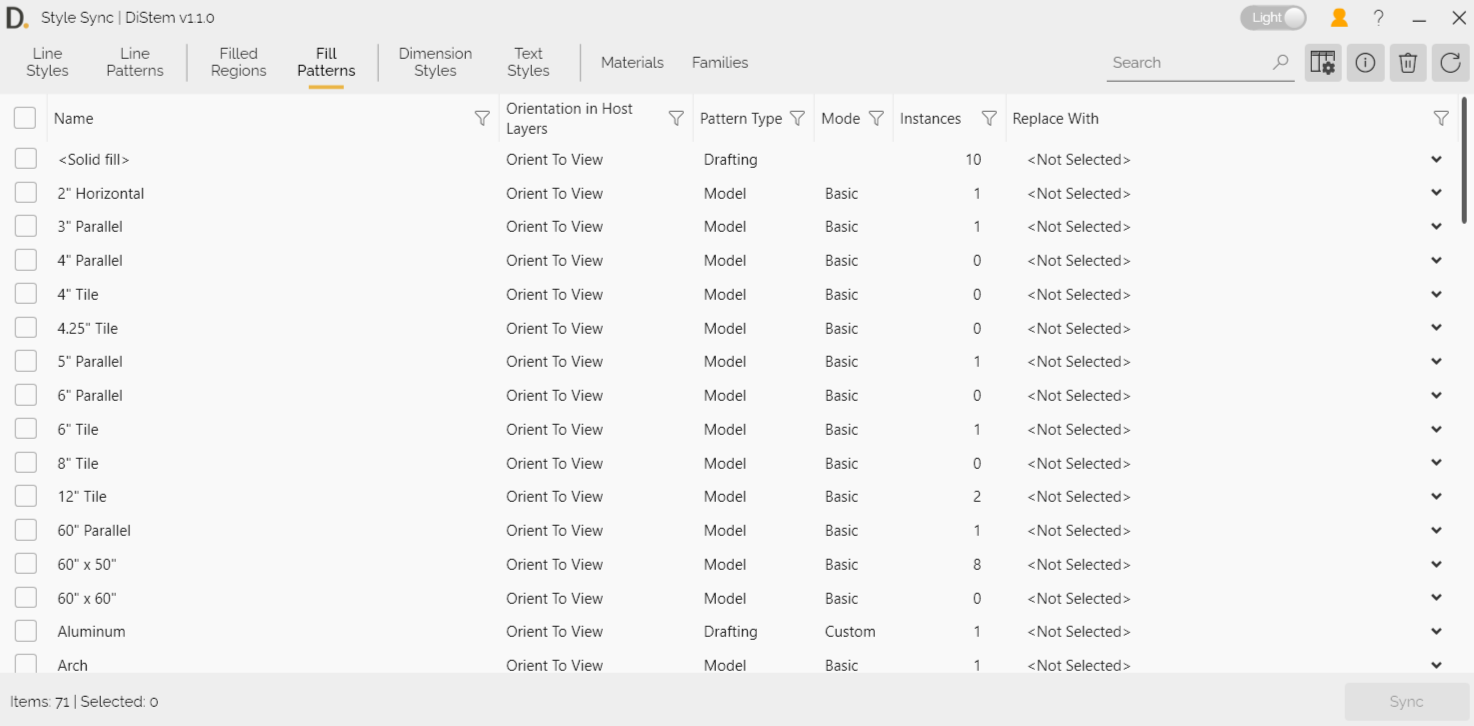 D. Style Sync | DiStem v1.1.0 Light ?
Line Styles Line Patterns Filled Regions Fill Patterns Dimension Styles Text Styles Materials Families Search
Name Orientation in Host Layers Pattern Type Mode Instances Replace With
<Solid fill> Orient To View Drafting 10 <Not Selected>
2" Horizontal Orient To View Model Basic 1 <Not Selected>
3" Parallel Orient To View Model Basic 1 <Not Selected>
4" Parallel Orient To View Model Basic 0 <Not Selected>
4" Tile Orient To View Model Basic 0 <Not Selected>
4.25" Tile Orient To View Model Basic 0 <Not Selected>
5" Parallel Orient To View Model Basic 1 <Not Selected>
6" Parallel Orient To View Model Basic 0 <Not Selected>
6" Tile Orient To View Model Basic 1 <Not Selected>
8" Tile Orient To View Model Basic 0 <Not Selected>
12" Tile Orient To View Model Basic 2 <Not Selected>
60" Parallel Orient To View Model Basic 1 <Not Selected>
60" x 50" Orient To View Model Basic 8 <Not Selected>
60" x 60" Orient To View Model Basic 0 <Not Selected>
Aluminum Orient To View Drafting Custom 1 <Not Selected>
Arch Orient To View Model Basic 1 <Not Selected>
Items: 71 | Selected: 0 Sync